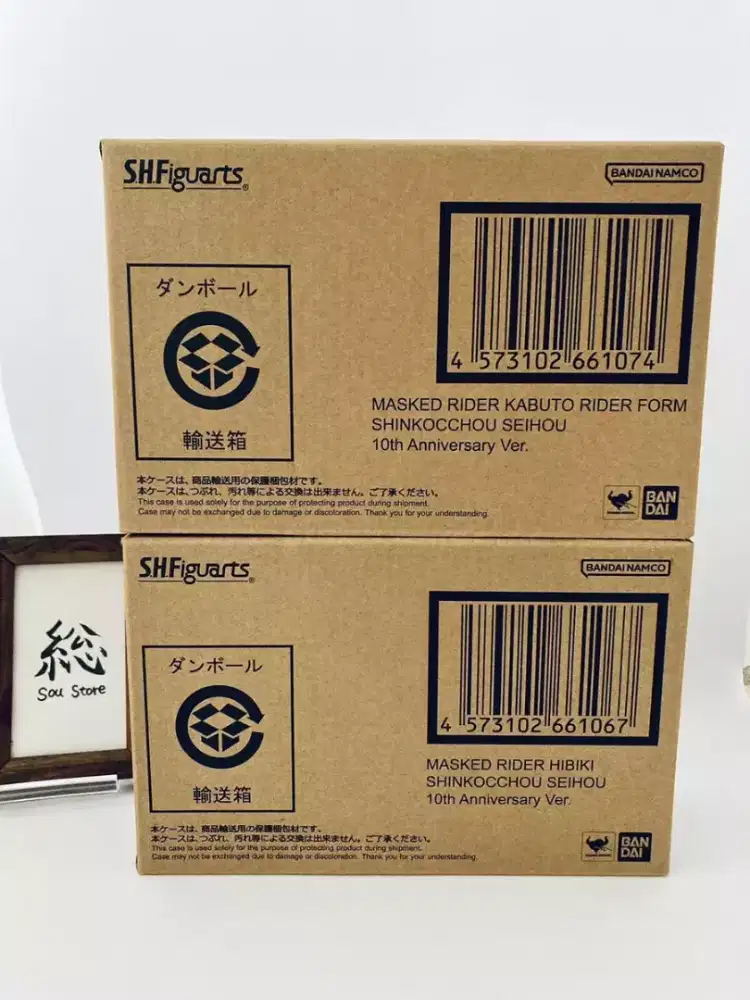 S.H.Figuarts
BANDAI NAMCO
ダンボール
輸送箱
4 573102 661074
MASKED RIDER KABUTO RIDER FORM
SHINKOCCHOU SEIHOU
10th Anniversary Ver.
本ケースは、商品輸送用の保護梱包材です。
本ケースは、つぶれ、汚れ等による交換は出来ません。ご了承ください。
This case is used solely for the purpose of protecting product during shipment.
Case may not be exchanged due to damage or discoloration. Thank you for your understanding.
BAN
DAI
S.H.Figuarts
BANDAI NAMCO
ダンボール
輸送箱
4 573102 661067
MASKED RIDER HIBIKI
SHINKOCCHOU SEIHOU
10th Anniversary Ver.
本ケースは、商品輸送用の保護梱包材です。
本ケースは、つぶれ、汚れ等による交換は出来ません。ご了承ください。
This case is used solely for the purpose of protecting product during shipment.
Case may not be exchanged due to damage or discoloration. Thank you for your understanding.
BAN
DAI
総
Sou Store